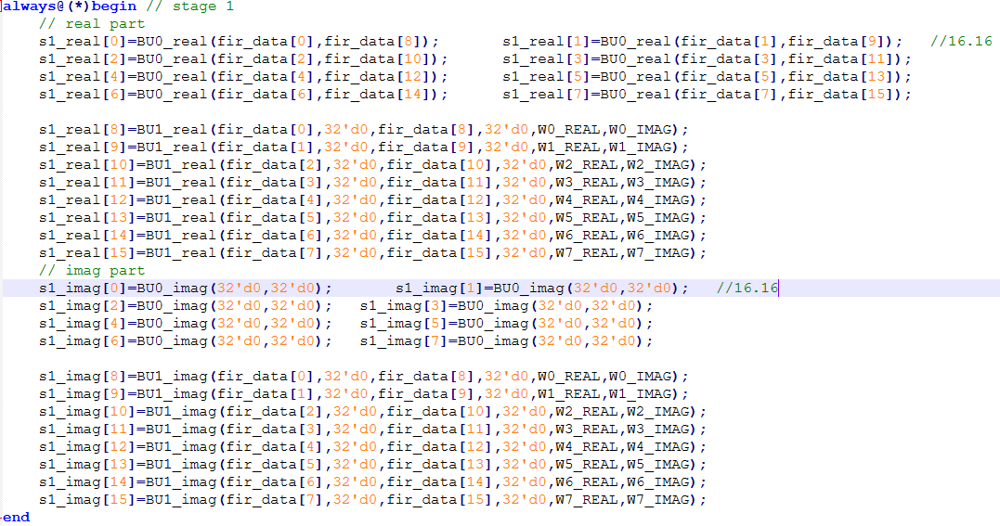 always@(*)begin // stage 1
// real part
s1_real[0]=BU0_real(fir_data[0],fir_data[8]); s1_real[1]=BU0_real(fir_data[1],fir_data[9]); //16.16
s1_real[2]=BU0_real(fir_data[2],fir_data[10]); s1_real[3]=BU0_real(fir_data[3],fir_data[11]);
s1_real[4]=BU0_real(fir_data[4],fir_data[12]); s1_real[5]=BU0_real(fir_data[5],fir_data[13]);
s1_real[6]=BU0_real(fir_data[6],fir_data[14]); s1_real[7]=BU0_real(fir_data[7],fir_data[15]);
s1_real[8]=BU1_real(fir_data[0],32'd0,fir_data[8],32'd0,W0_REAL,W0_IMAG);
s1_real[9]=BU1_real(fir_data[1],32'd0,fir_data[9],32'd0,W1_REAL,W1_IMAG);
s1_real[10]=BU1_real(fir_data[2],32'd0,fir_data[10],32'd0,W2_REAL,W2_IMAG);
s1_real[11]=BU1_real(fir_data[3],32'd0,fir_data[11],32'd0,W3_REAL,W3_IMAG);
s1_real[12]=BU1_real(fir_data[4],32'd0,fir_data[12],32'd0,W4_REAL,W4_IMAG);
s1_real[13]=BU1_real(fir_data[5],32'd0,fir_data[13],32'd0,W5_REAL,W5_IMAG);
s1_real[14]=BU1_real(fir_data[6],32'd0,fir_data[14],32'd0,W6_REAL,W6_IMAG);
s1_real[15]=BU1_real(fir_data[7],32'd0,fir_data[15],32'd0,W7_REAL,W7_IMAG);
// imag part
s1_imag[0]=BU0_imag(32'd0,32'd0); s1_imag[1]=BU0_imag(32'd0,32'd0); //16.16
s1_imag[2]=BU0_imag(32'd0,32'd0); s1_imag[3]=BU0_imag(32'd0,32'd0);
s1_imag[4]=BU0_imag(32'd0,32'd0); s1_imag[5]=BU0_imag(32'd0,32'd0);
s1_imag[6]=BU0_imag(32'd0,32'd0); s1_imag[7]=BU0_imag(32'd0,32'd0);
s1_imag[8]=BU1_imag(fir_data[0],32'd0,fir_data[8],32'd0,W0_REAL,W0_IMAG);
s1_imag[9]=BU1_imag(fir_data[1],32'd0,fir_data[9],32'd0,W1_REAL,W1_IMAG);
s1_imag[10]=BU1_imag(fir_data[2],32'd0,fir_data[10],32'd0,W2_REAL,W2_IMAG);
s1_imag[11]=BU1_imag(fir_data[3],32'd0,fir_data[11],32'd0,W3_REAL,W3_IMAG);
s1_imag[12]=BU1_imag(fir_data[4],32'd0,fir_data[12],32'd0,W4_REAL,W4_IMAG);
s1_imag[13]=BU1_imag(fir_data[5],32'd0,fir_data[13],32'd0,W5_REAL,W5_IMAG);
s1_imag[14]=BU1_imag(fir_data[6],32'd0,fir_data[14],32'd0,W6_REAL,W6_IMAG);
s1_imag[15]=BU1_imag(fir_data[7],32'd0,fir_data[15],32'd0,W7_REAL,W7_IMAG);
end